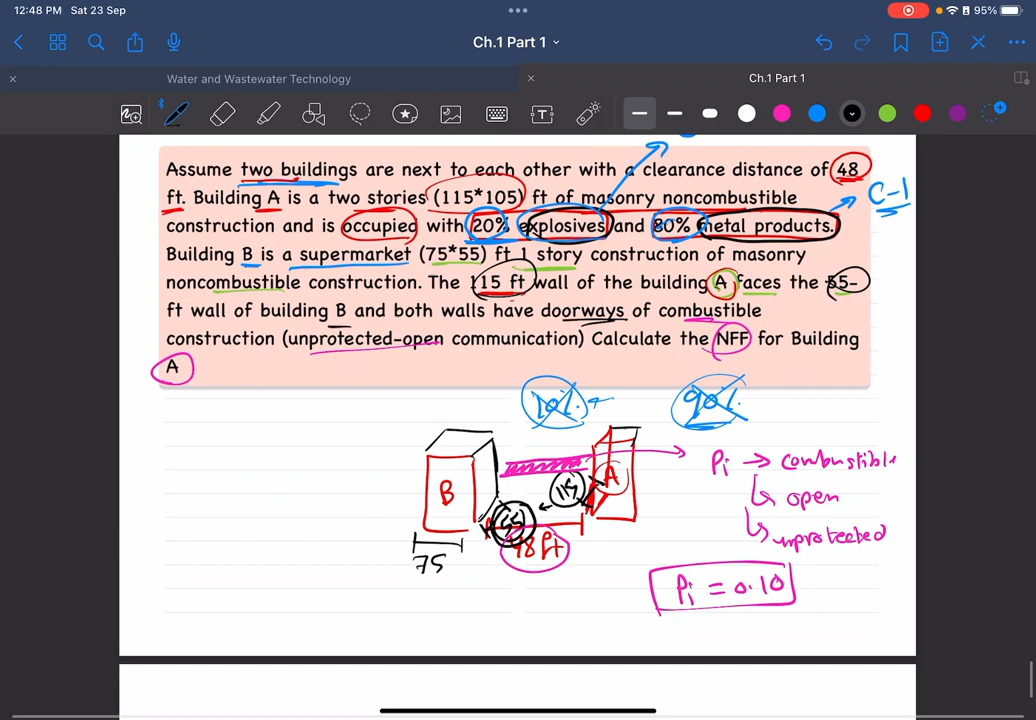 12:48 PM Sat 23 Sep
95%
Ch.1 Part 1
Water and Wastewater Technology
Ch.1 Part 1
Assume two buildings are next to each other with a clearance distance of 48
ft. Building A is a two stories (115*105) ft of masonry noncombustible
C-1
construction and is occupied with 20% explosives and 80% metal products.
Building B is a supermarket (75*55) ft 1 story construction of masonry
noncombustible construction. The 115 ft wall of the building A faces the 55-
ft wall of building B and both walls have doorways of combustible
construction (unprotected-open communication) Calculate the NFF for Building
A
10%
90%
Pi → combustible
B
A
115
open
55
unprotected
48 ft
75
Pi = 0.10